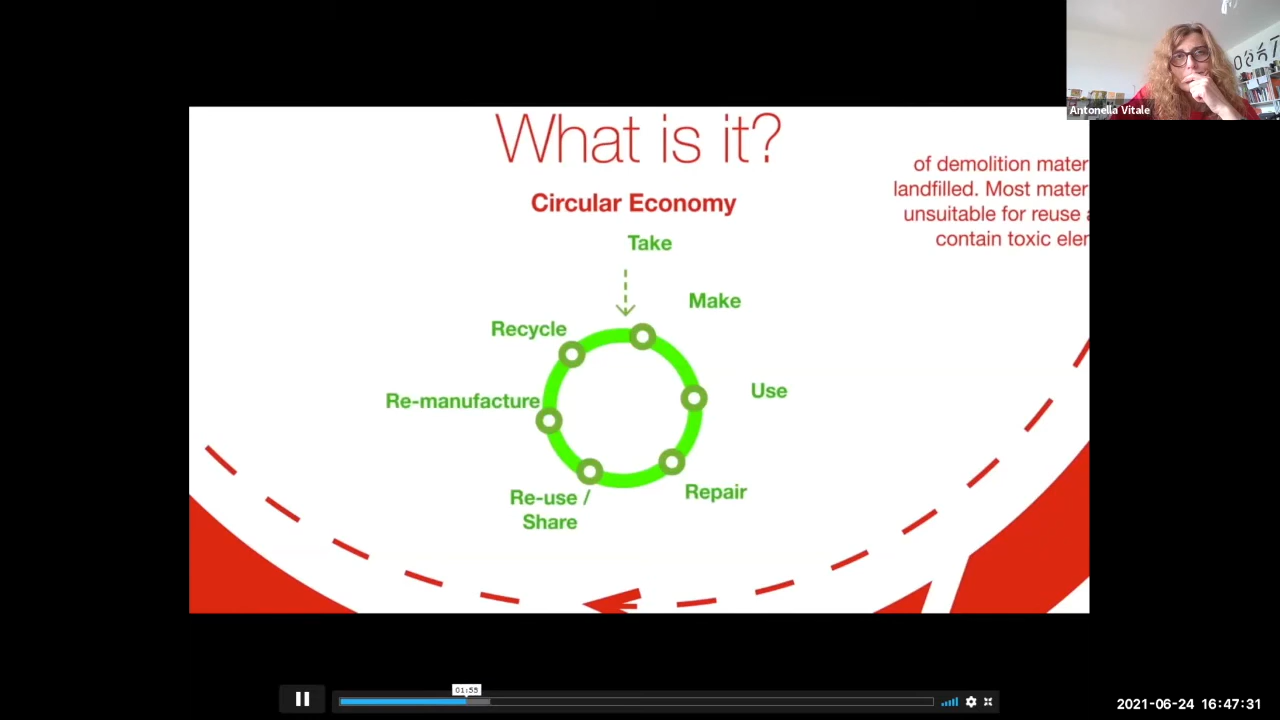 Antonella Vitale
What is it?
of demolition mater
landfilled. Most mater
unsuitable for reuse
contain toxic eler
Circular Economy
Take
Make
Recycle
Use
Re-manufacture
Repair
Re-use /
Share
01:55
2021-06-24 16:47:31